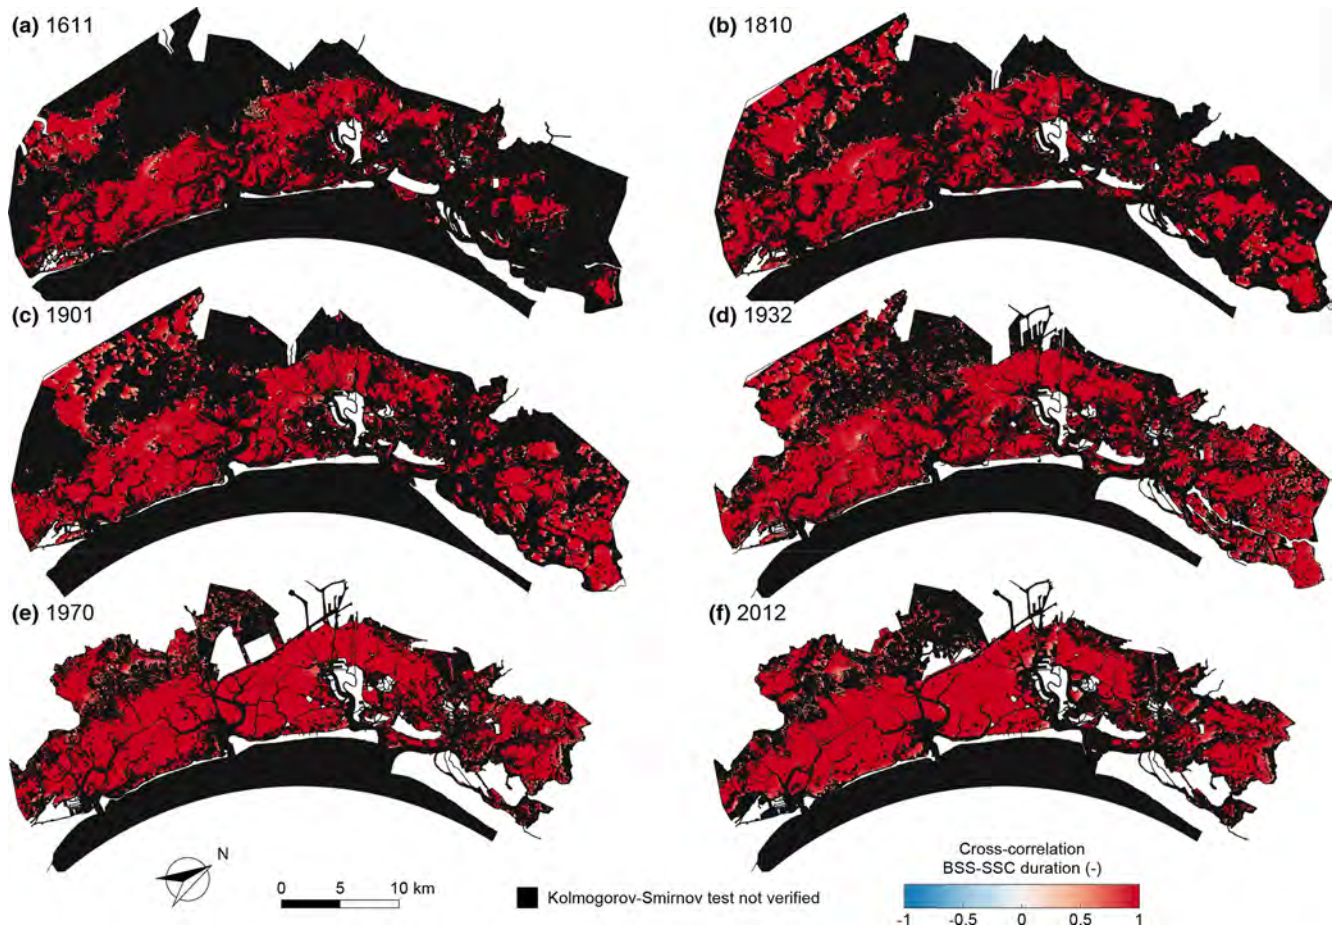 (a) 1611
(b) 1810
(c) 1901
(d) 1932
(e) 1970
(f) 2012
N
0 5 10 km
Kolmogorov-Smirnov test not verified
Cross-correlation
BSS-SSC duration (-)
-1 -0.5 0 0.5 1